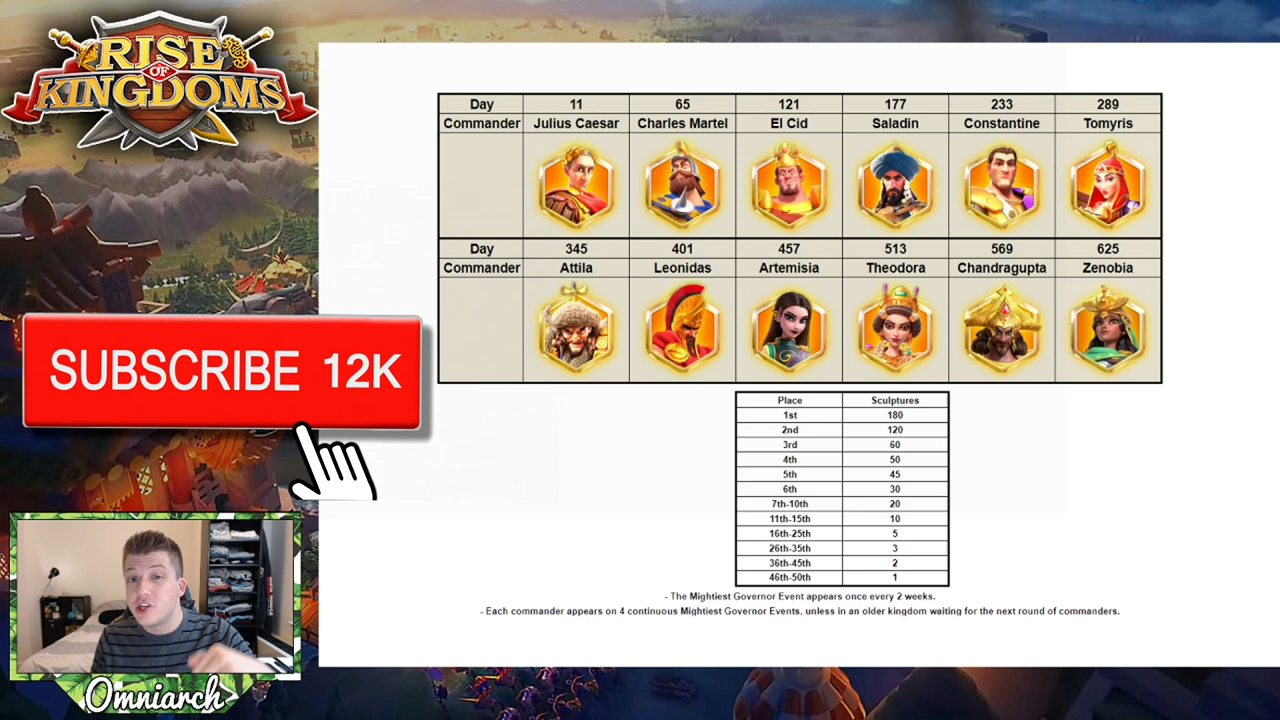 RISE
OF
KINGDOMS
Day 11 65 121 177 233 289
Commander Julius Caesar Charles Martel El Cid Saladin Constantine Tomyris
Day 345 401 457 513 569 625
Commander Attila Leonidas Artemisia Theodora Chandragupta Zenobia
SUBSCRIBE 12K
Place Sculptures
1st 180
2nd 120
3rd 60
4th 50
5th 45
6th 30
7th-10th 20
11th-15th 10
16th-25th 5
26th-35th 3
36th-45th 2
46th-50th 1
- The Mightiest Governor Event appears once every 2 weeks.
- Each commander appears on 4 continuous Mightiest Governor Events, unless in an older kingdom waiting for the next round of commanders.
Omniarch